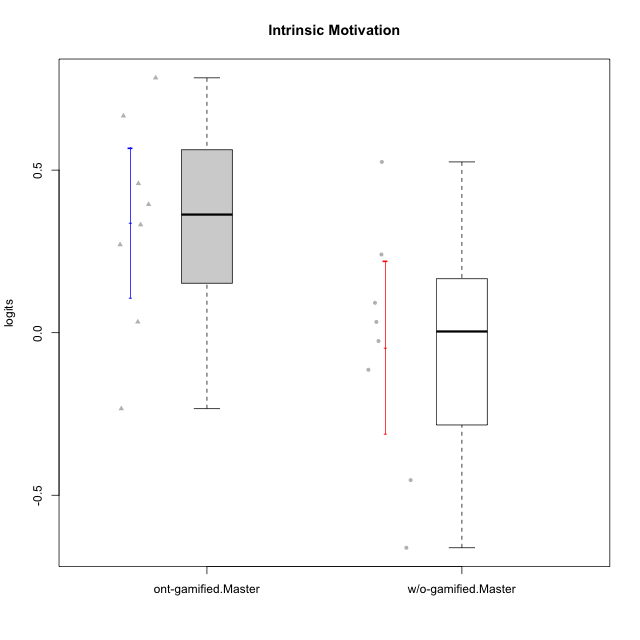 Intrinsic Motivation
logits
0.5
0.0
-0.5
ont-gamified.Master
w/o-gamified.Master